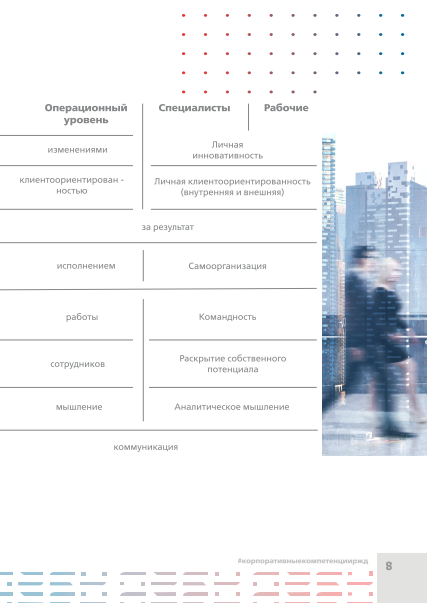 Операционный
уровень
Специалисты
Рабочие
изменениями
Личная
инновативность
клиентоориентирован -
ностью
Личная клиентоориентированность
(внутренняя и внешняя)
за результат
исполнением
Самоорганизация
работы
Командность
сотрудников
Раскрытие собственного
потенциала
мышление
Аналитическое мышление
коммуникация
#корпоративныекомпетенцииржд
8